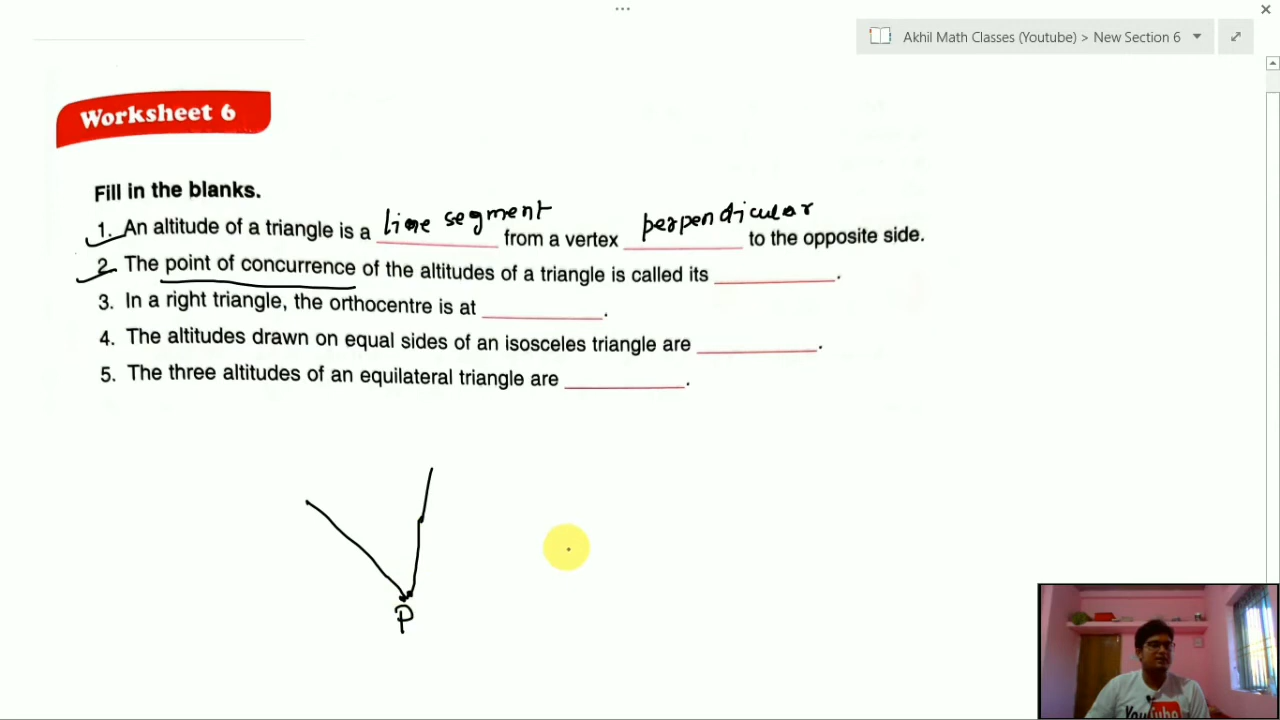 Akhil Math Classes (Youtube) > New Section 6
Worksheet 6
Fill in the blanks.
1. An altitude of a triangle is a line segment from a vertex perpendicular to the opposite side.
2. The point of concurrence of the altitudes of a triangle is called its ________.
3. In a right triangle, the orthocentre is at ________.
4. The altitudes drawn on equal sides of an isosceles triangle are ________.
5. The three altitudes of an equilateral triangle are ________.
P
YouTube